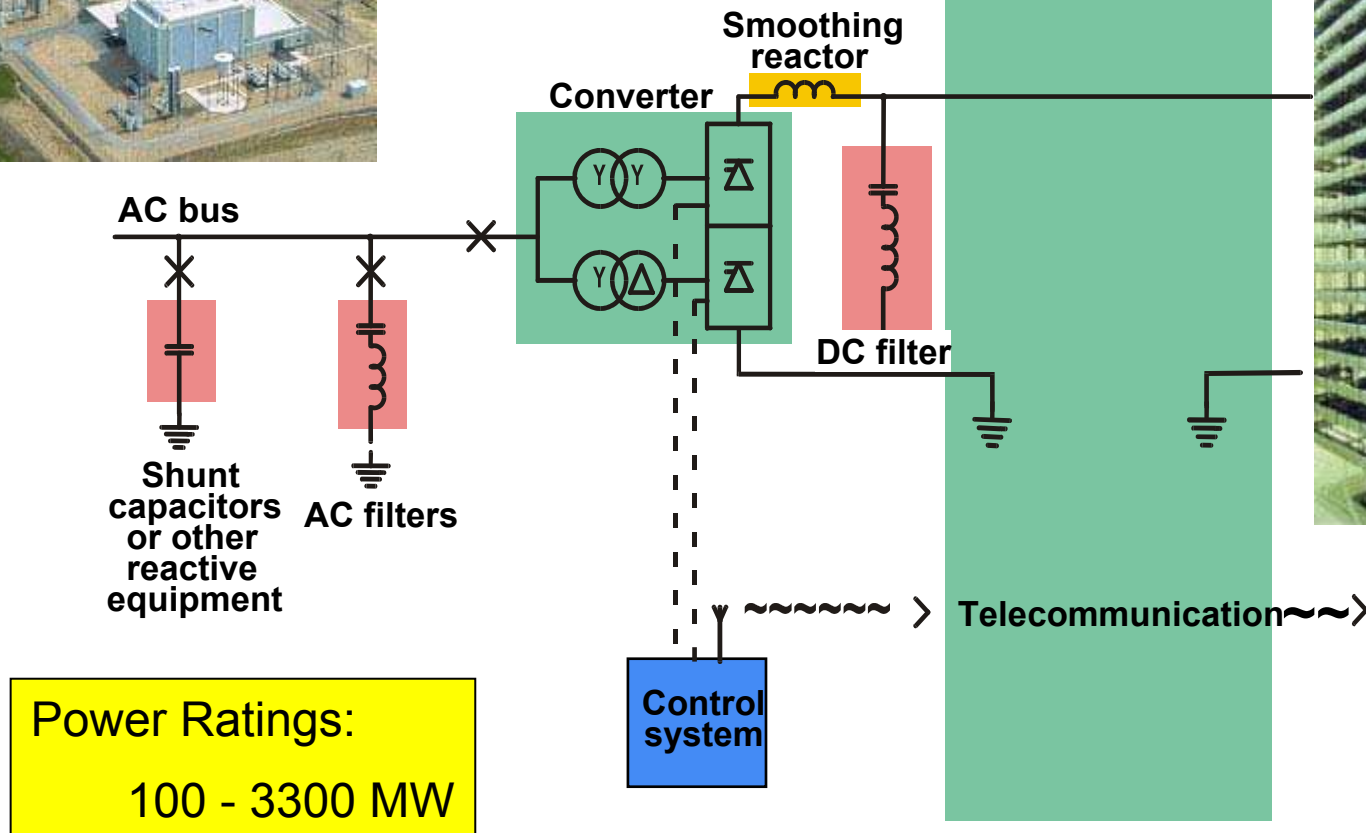 Smoothing
reactor
Converter
AC bus
Y Y
Y Δ
DC filter
Shunt
capacitors
or other
reactive
equipment
AC filters
Telecommunication
Control
system
Power Ratings:
100 - 3300 MW